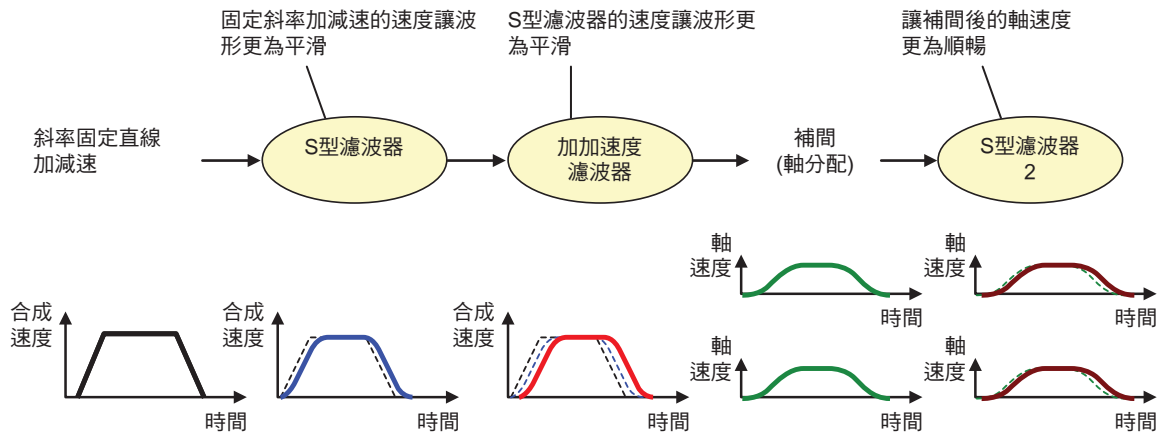 固定斜率加減速的速度讓波
形更為平滑
S型濾波器的速度讓波形更
為平滑
讓補間後的軸速度
更為順暢
斜率固定直線
加減速
S型濾波器
加加速度
濾波器
補間
(軸分配)
S型濾波器
2
軸
速度
時間
軸
速度
時間
合成
速度
時間
合成
速度
時間
合成
速度
時間
軸
速度
時間
軸
速度
時間